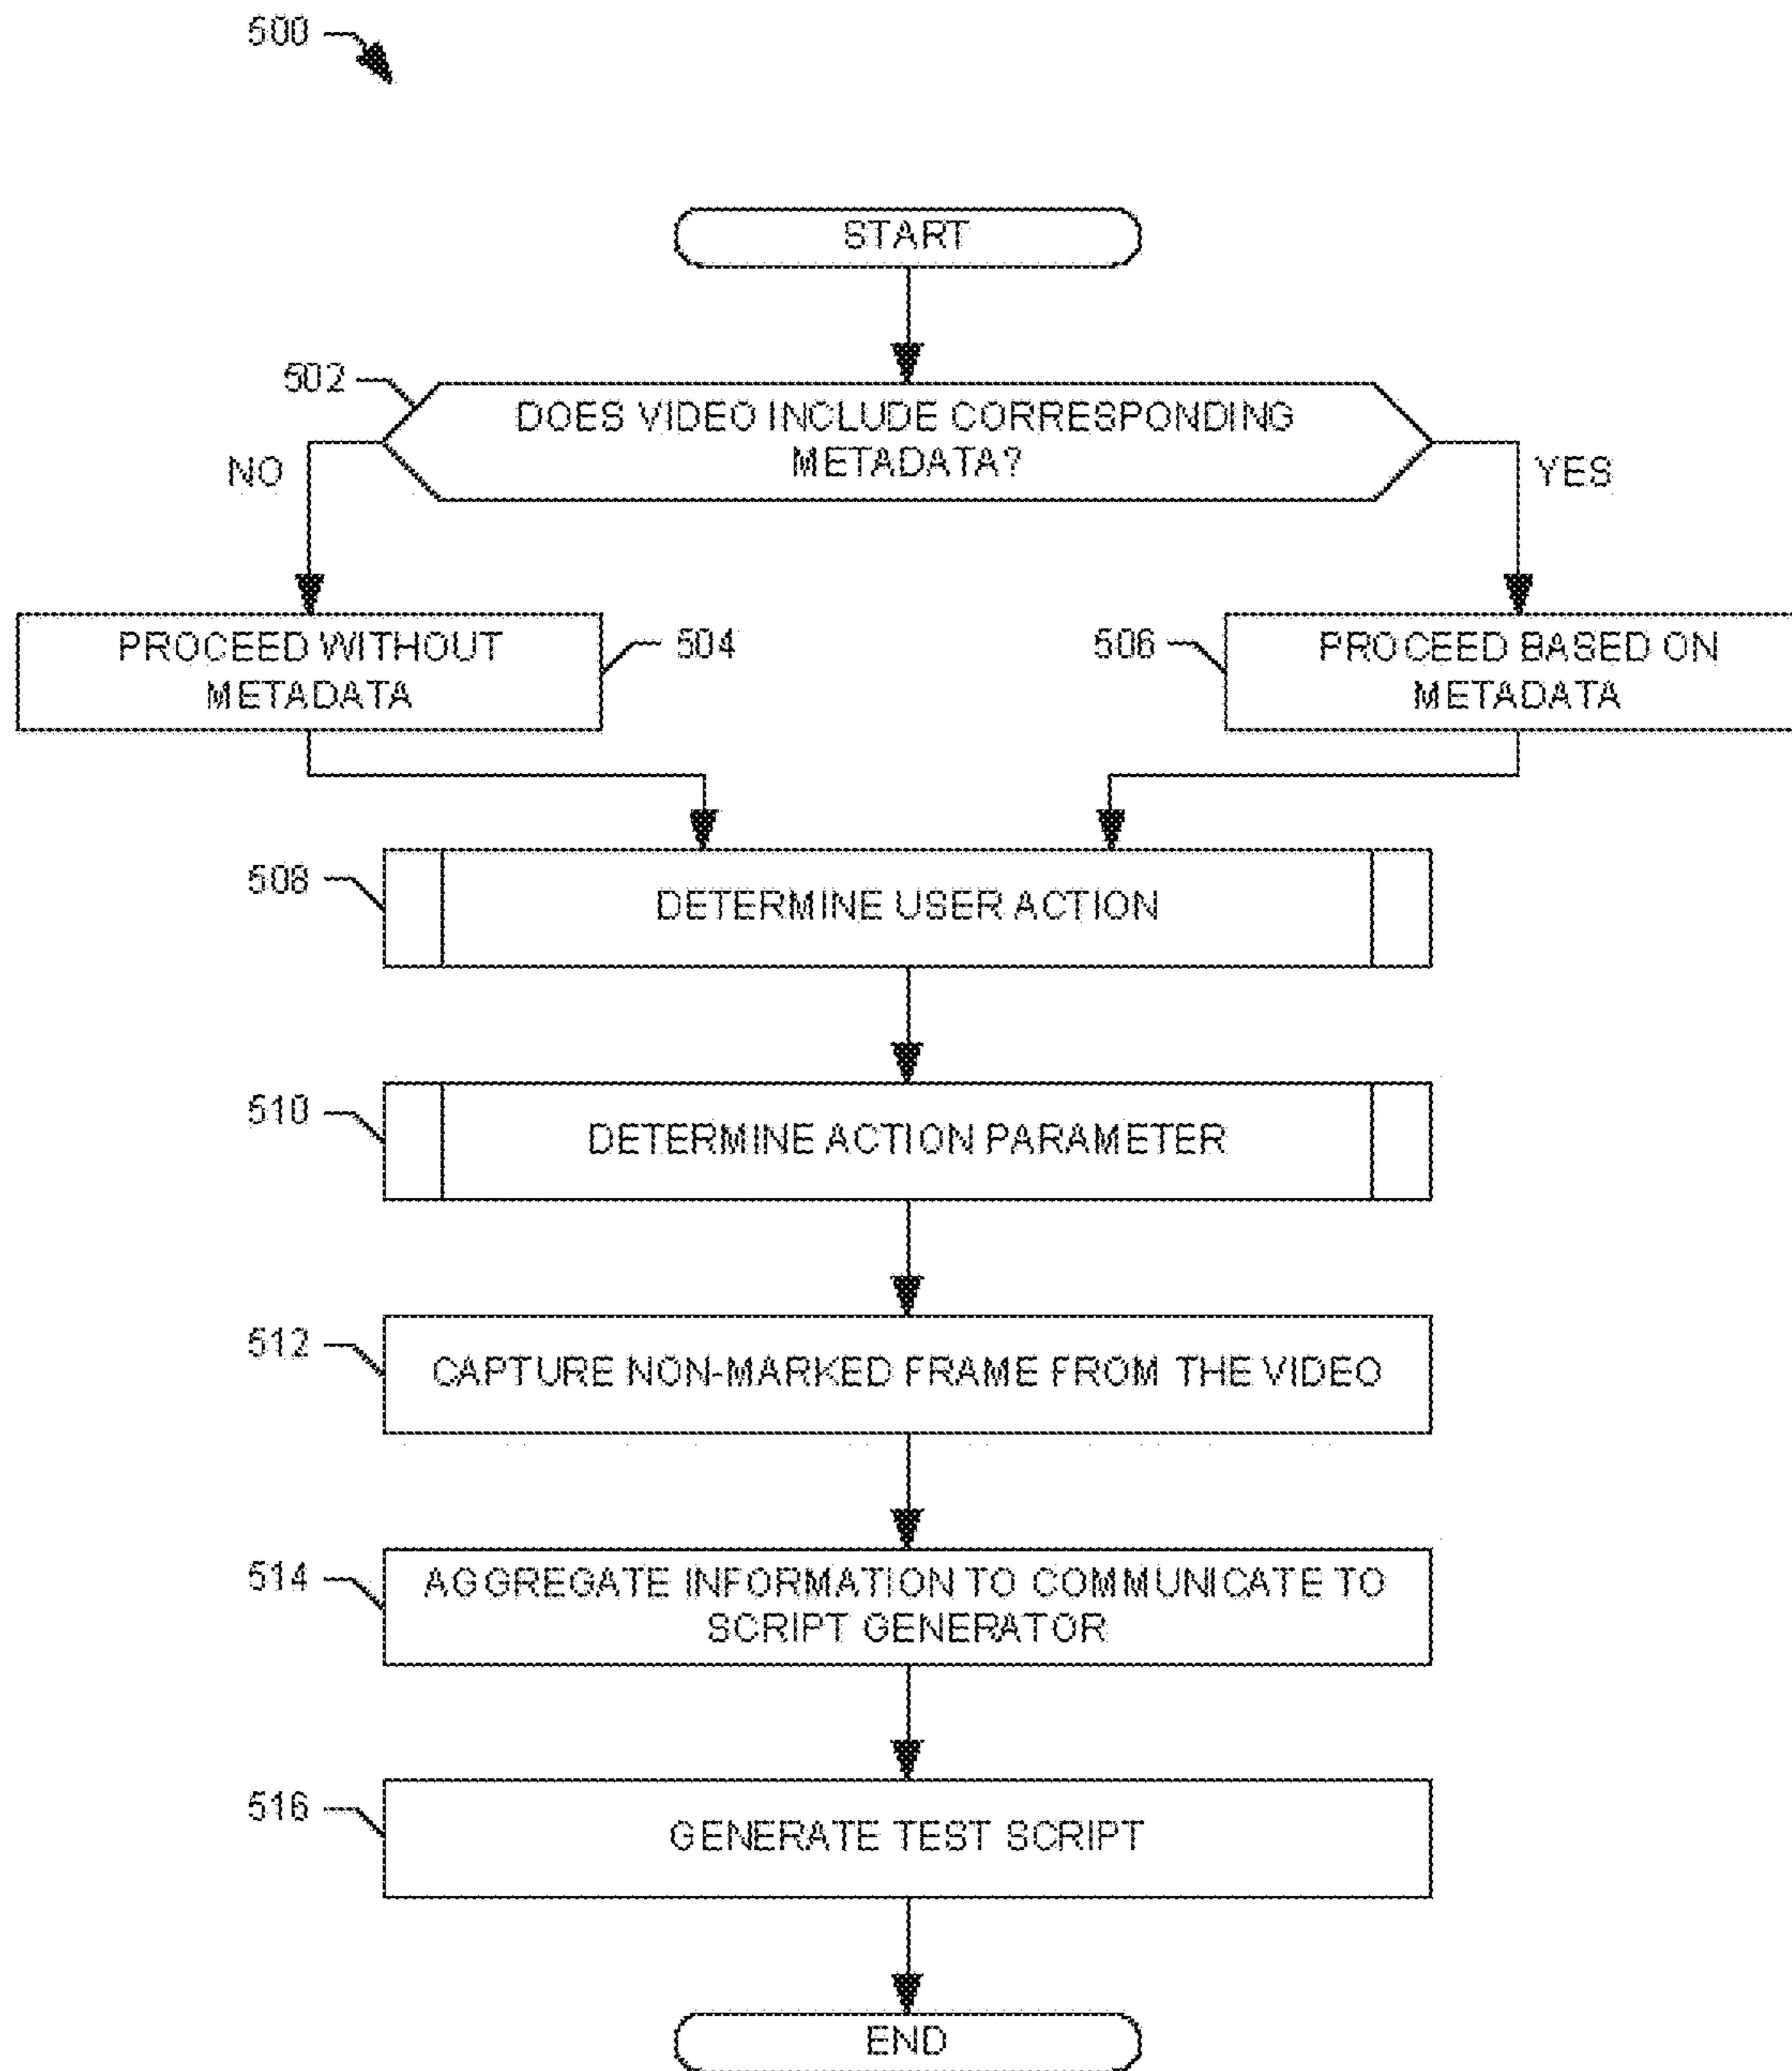 500
START
502
DOES VIDEO INCLUDE CORRESPONDING
METADATA?
NO
YES
PROCEED WITHOUT
METADATA
504
506
PROCEED BASED ON
METADATA
508
DETERMINE USER ACTION
510
DETERMINE ACTION PARAMETER
512
CAPTURE NON-MARKED FRAME FROM THE VIDEO
514
AGGREGATE INFORMATION TO COMMUNICATE TO
SCRIPT GENERATOR
516
GENERATE TEST SCRIPT
END